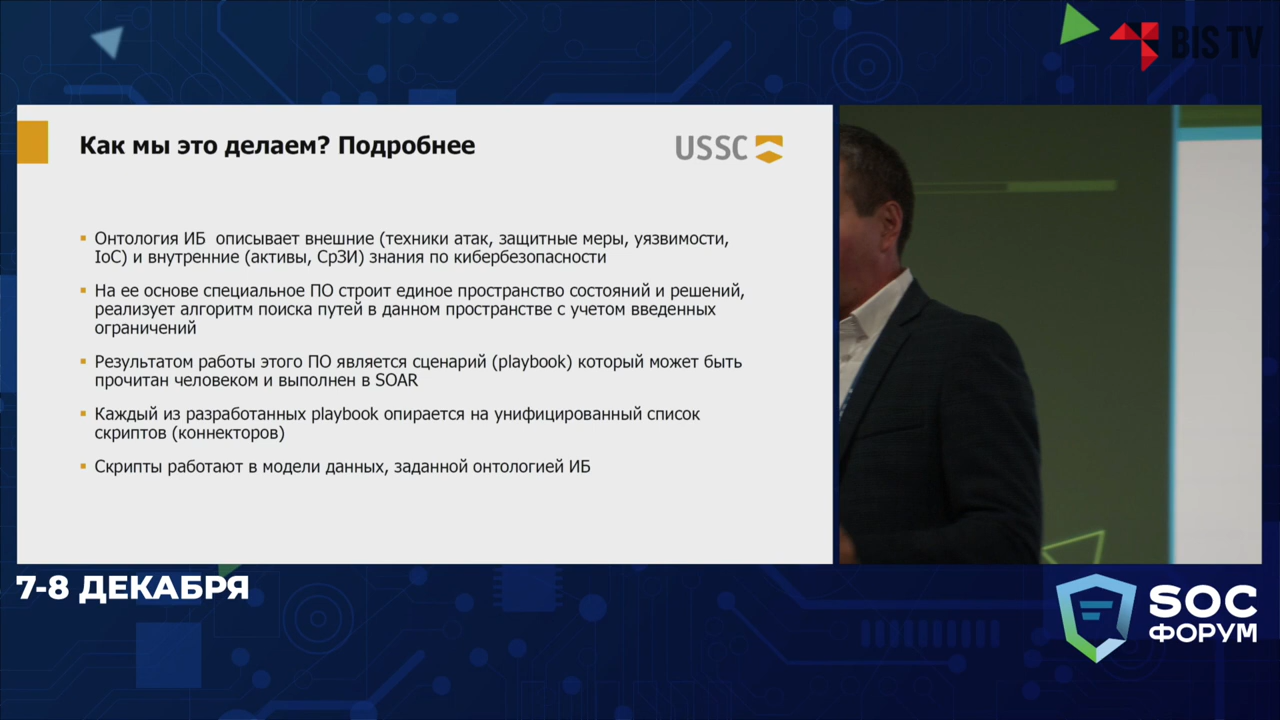 BIS TV
Как мы это делаем? Подробнее
USSC
Онтология ИБ описывает внешние (техники атак, защитные меры, уязвимости,
IoC) и внутренние (активы, СрЗИ) знания по кибербезопасности
На ее основе специальное ПО строит единое пространство состояний и решений,
реализует алгоритм поиска путей в данном пространстве с учетом введенных
ограничений
Результатом работы этого ПО является сценарий (playbook) который может быть
прочитан человеком и выполнен в SOAR
Каждый из разработанных playbook опирается на унифицированный список
скриптов (коннекторов)
Скрипты работают в модели данных, заданной онтологией ИБ
7-8 ДЕКАБРЯ
SOC
ФОРУМ